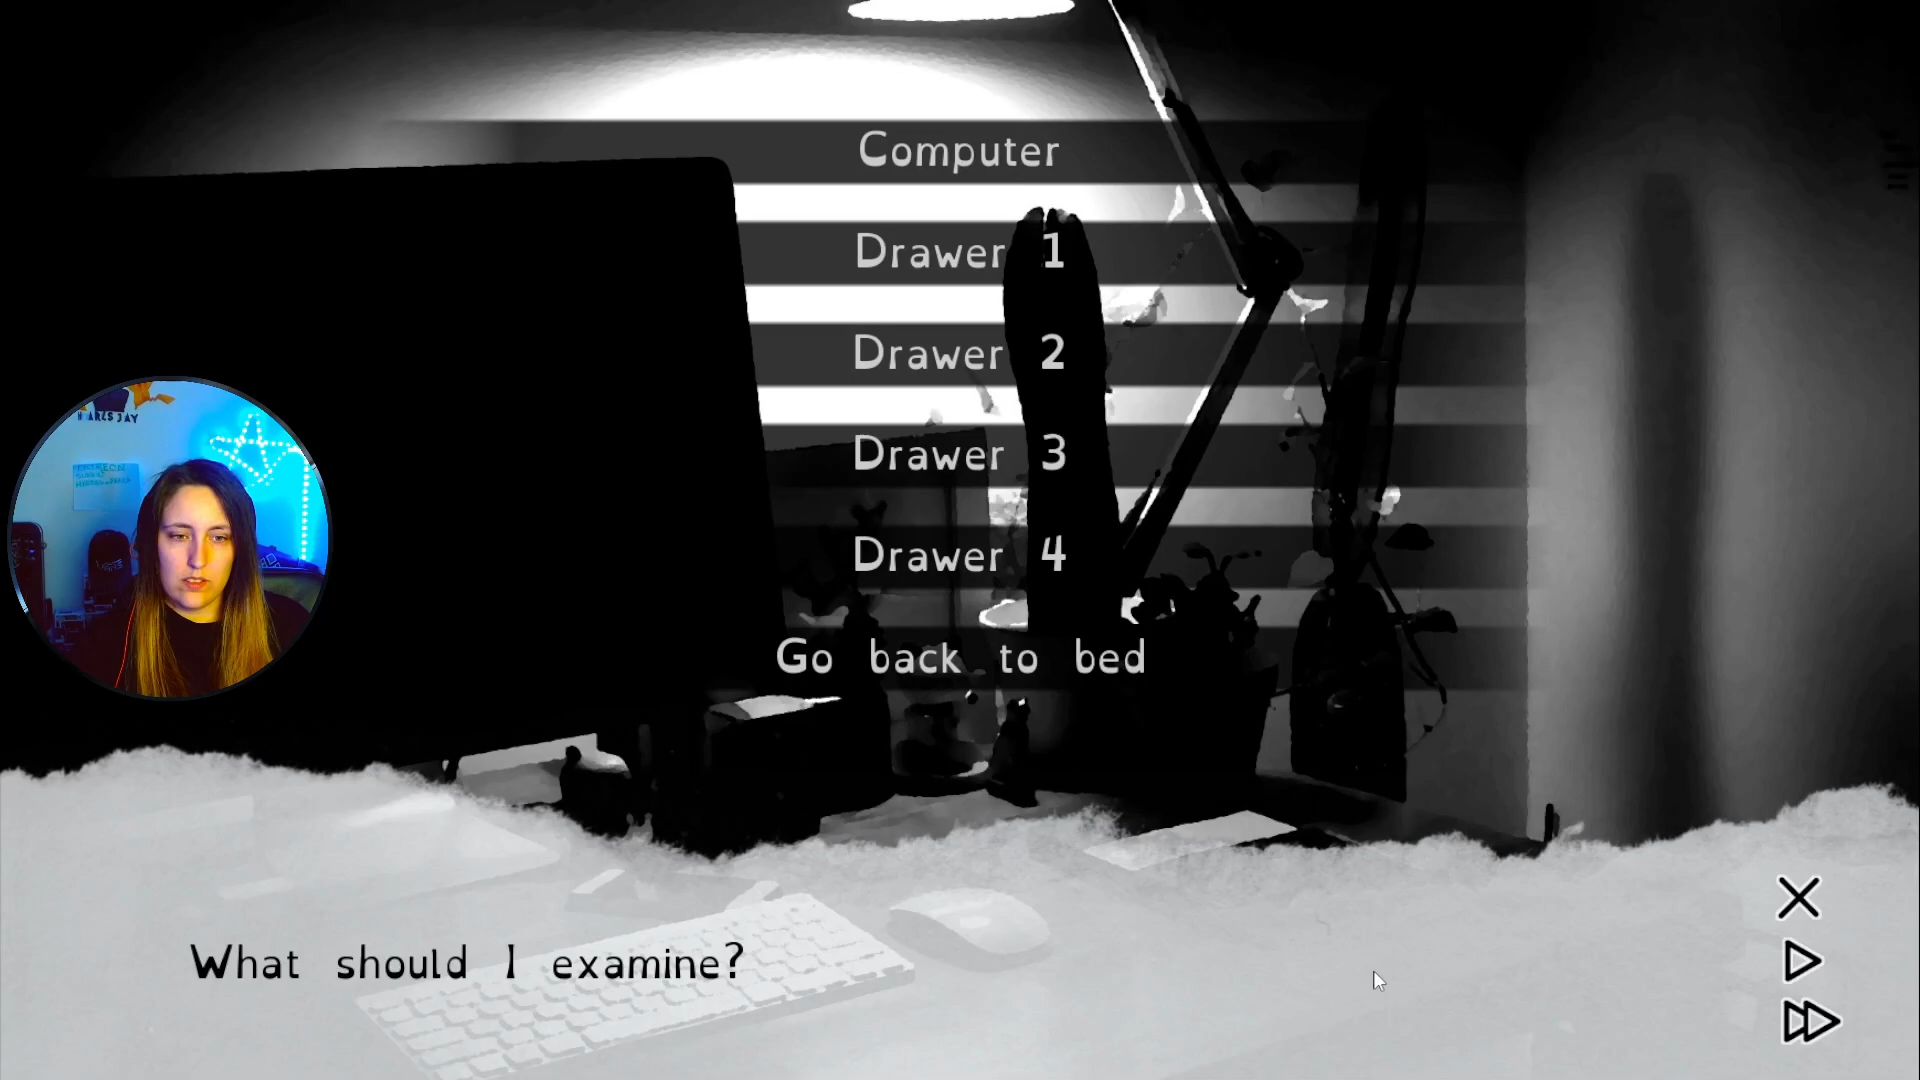 Computer
Drawer 1
Drawer 2
Drawer 3
Drawer 4
Go back to bed
What should I examine?